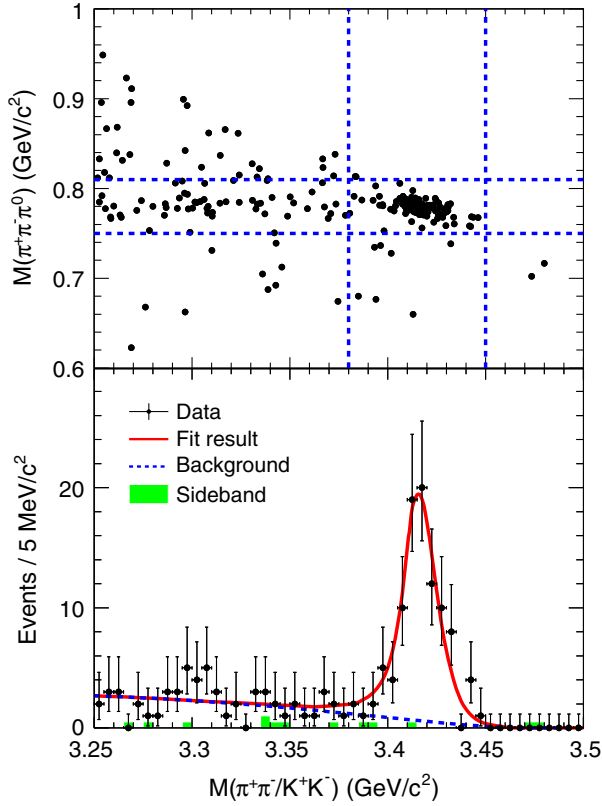 M(π⁺π⁻π⁰) (GeV/c²)
1
0.9
0.8
0.7
0.6
Events / 5 MeV/c²
20
10
0
Data
Fit result
Background
Sideband
3.25 3.3 3.35 3.4 3.45 3.5
M(π⁺π⁻/K⁺K⁻) (GeV/c²)